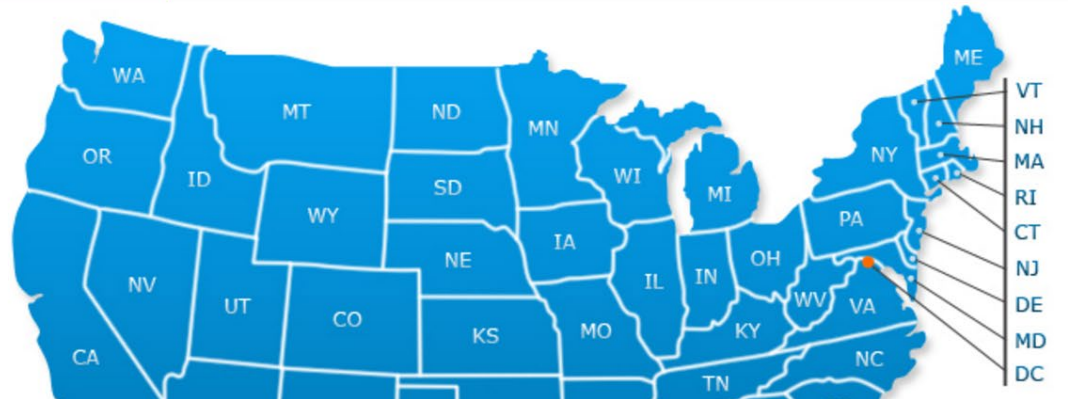 ME
WA
VT
MT
ND
NH
MN
OR
NY
MA
ID
WI
SD
MI
RI
WY
PA
CT
IA
NE
OH
NJ
IN
IL
NV
WV
DE
UT
CO
VA
KS
MO
KY
MD
CA
NC
DC
TN